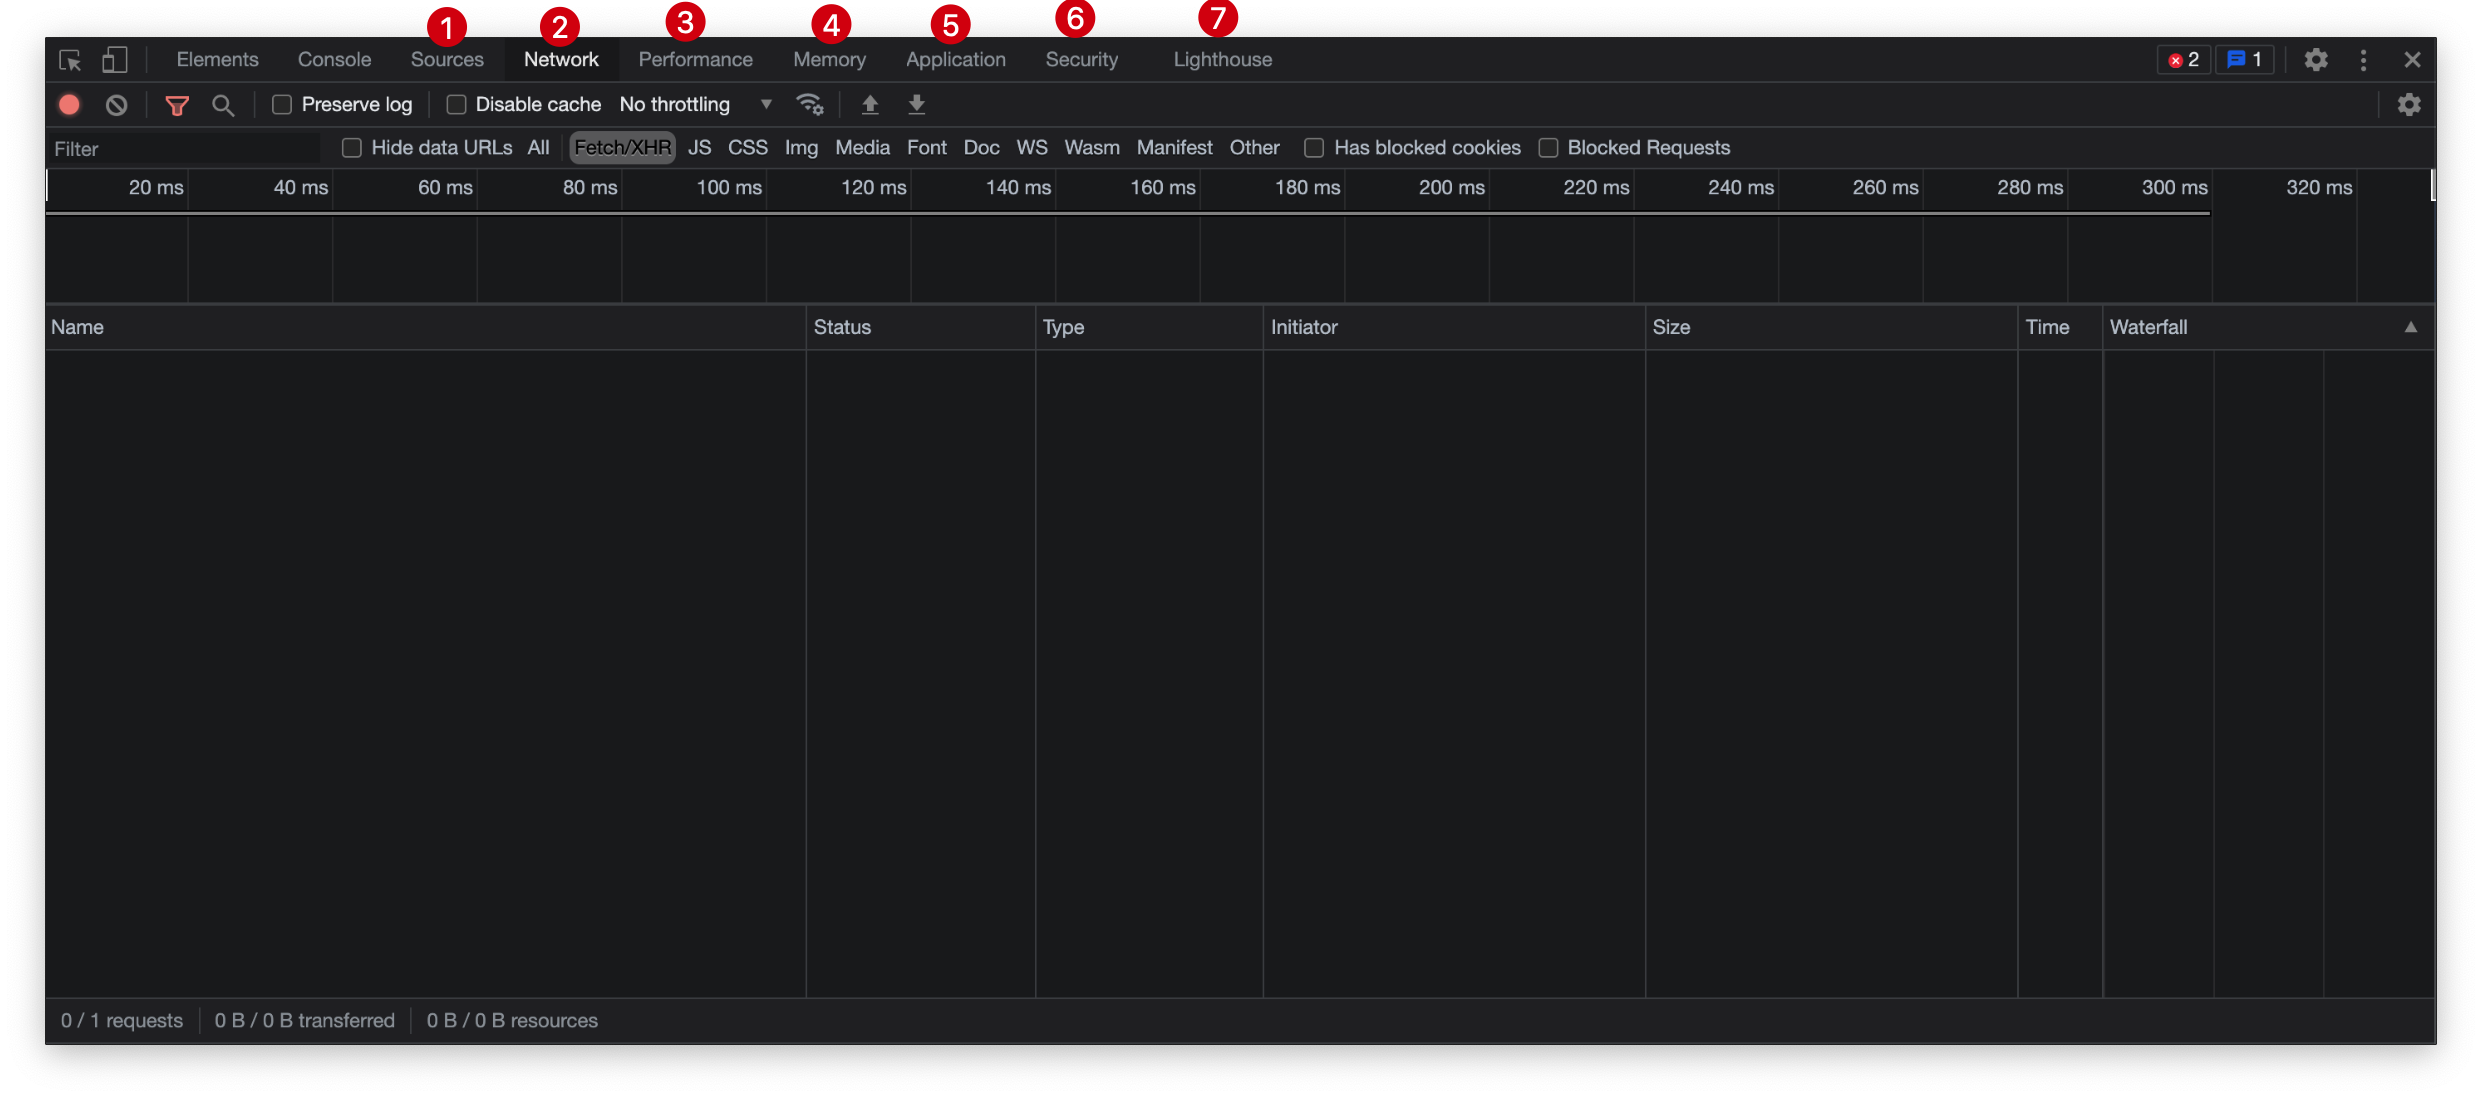 1 2 3 4 5 6 7
Elements Console Sources Network Performance Memory Application Security Lighthouse 2 1
Preserve log Disable cache No throttling
Filter Hide data URLs All Fetch/XHR JS CSS Img Media Font Doc WS Wasm Manifest Other Has blocked cookies Blocked Requests
20 ms 40 ms 60 ms 80 ms 100 ms 120 ms 140 ms 160 ms 180 ms 200 ms 220 ms 240 ms 260 ms 280 ms 300 ms 320 ms
Name Status Type Initiator Size Time Waterfall
0 / 1 requests 0 B / 0 B transferred 0 B / 0 B resources